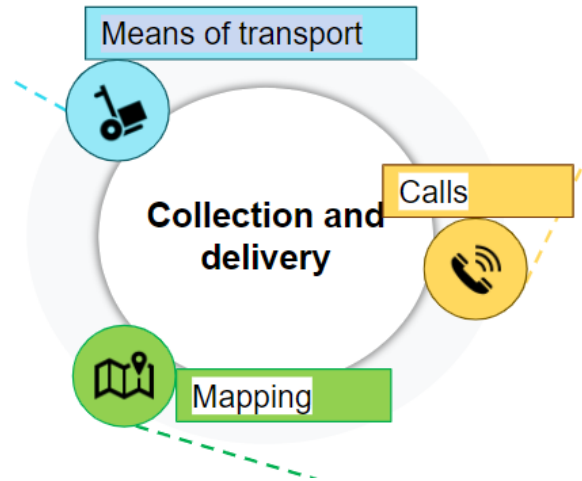 Means of transport
Calls
Collection and
delivery
Mapping